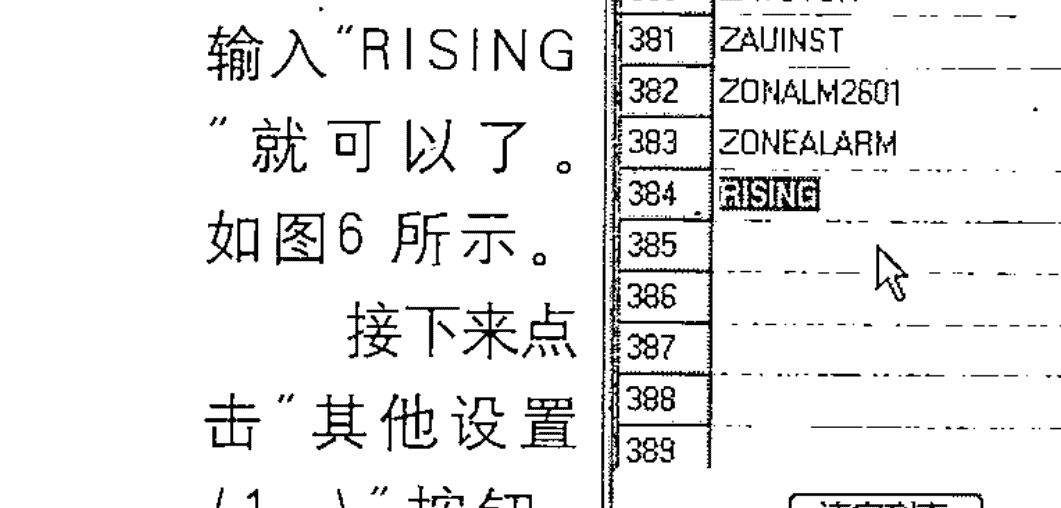 输入"RISING
"就可以了。
如图6 所示。
接下来点
击"其他设置
381 ZAUINST
382 ZONALM2601
383 ZONEALARM
384 RISING
385
386
387
388
389